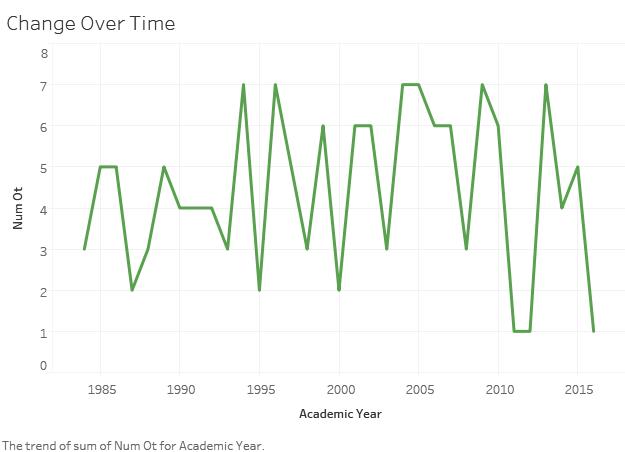 Change Over Time
8
7
6
5
4
3
2
1
0
Num Ot
1985 1990 1995 2000 2005 2010 2015
Academic Year
The trend of sum of Num Ot for Academic Year.